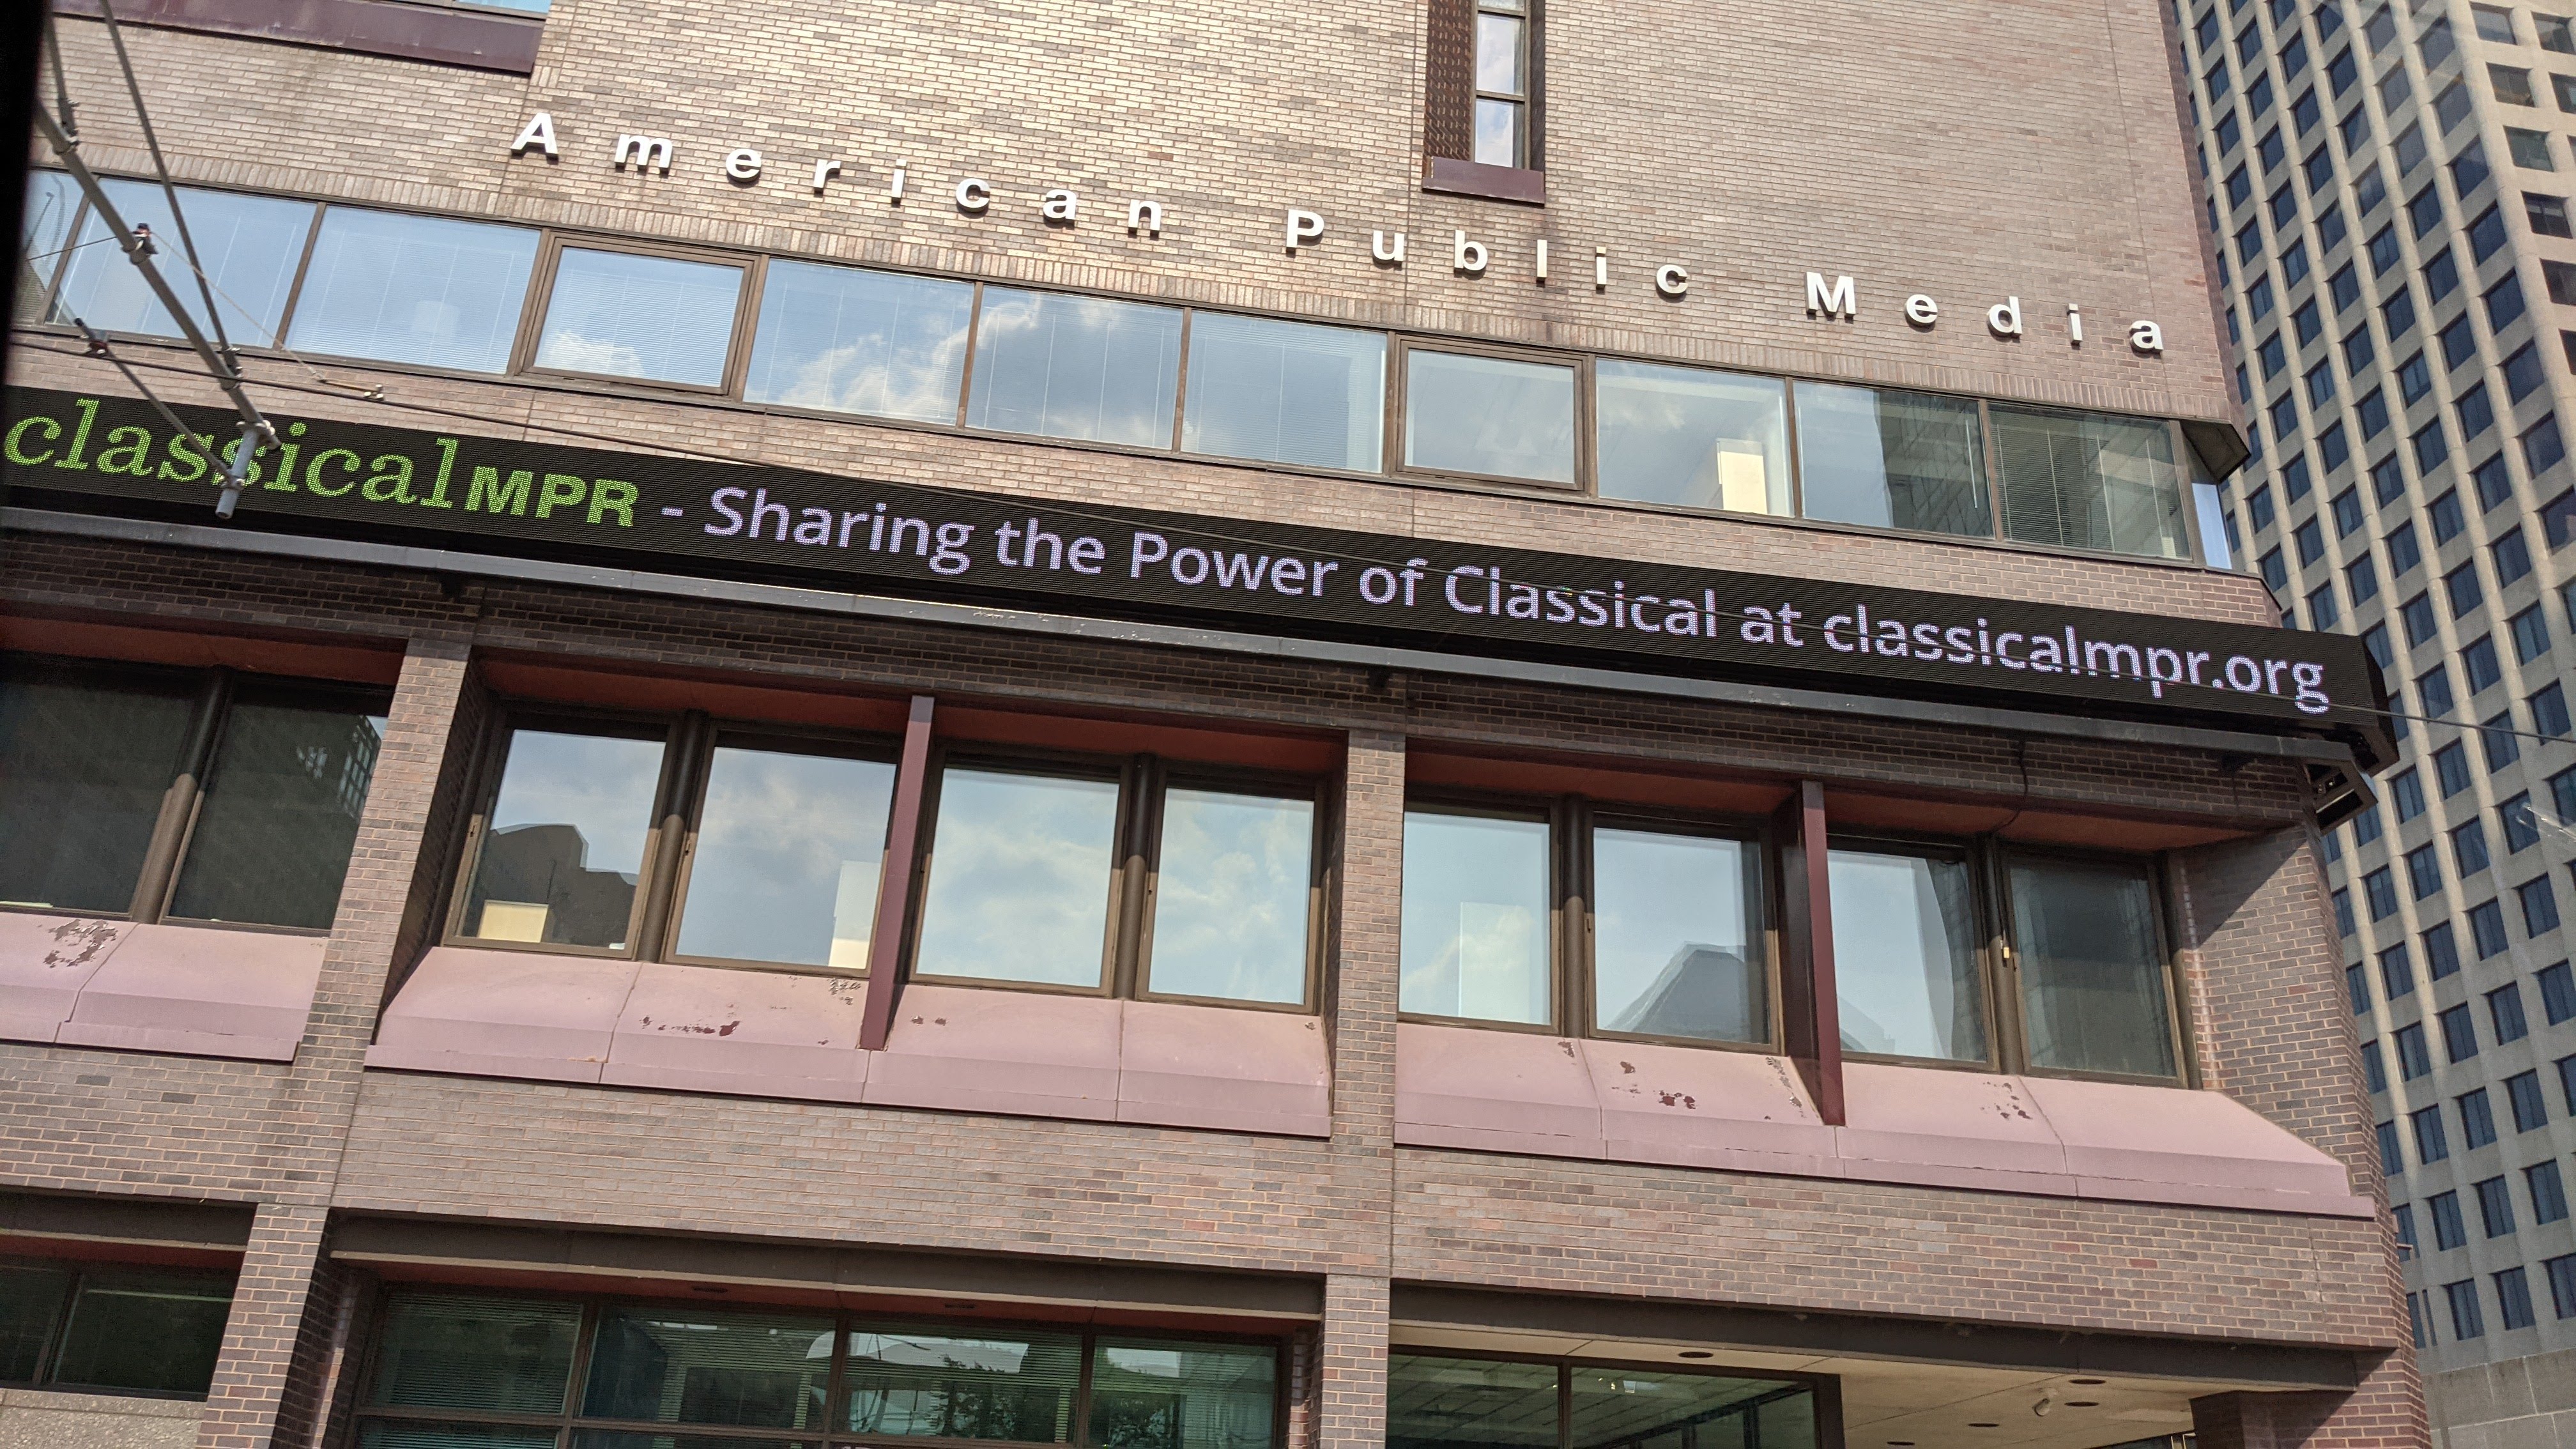 American Public Media
classicalMPR - Sharing the Power of Classical at classicalmpr.org